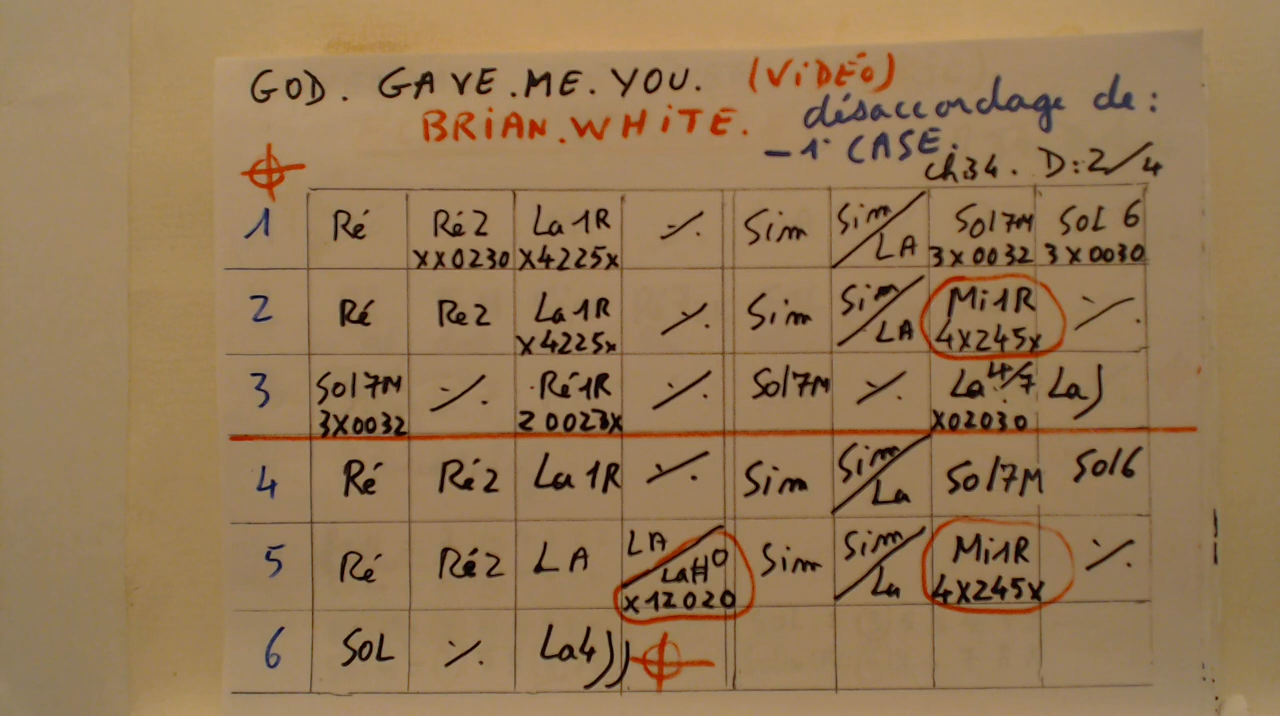 GOD. GAVE.ME.YOU. (VIDÉO)
BRIAN.WHITE. désaccordage de:
-1 CASE.
ch34. D:2/4
1 Ré Ré2 La1R ٪ Sim Sim/LA Sol7M SOL6
xx0230 x4225x 3x0032 3x0030
2 Ré Re2 La1R ٪ Sim Sim/LA Mi1R ٪
x4225x 4x245x
3 Sol7M ٪ Ré1R ٪ Sol7M ٪ La4/7 La)
3x0032 20023x x02030
4 Ré Ré2 La1R ٪ Sim Sim/La Sol7M Sol6
5 Ré Ré2 LA LA/La#O Sim Sim/La Mi1R ٪
x12020 4x245x
6 SOL ٪ La4))